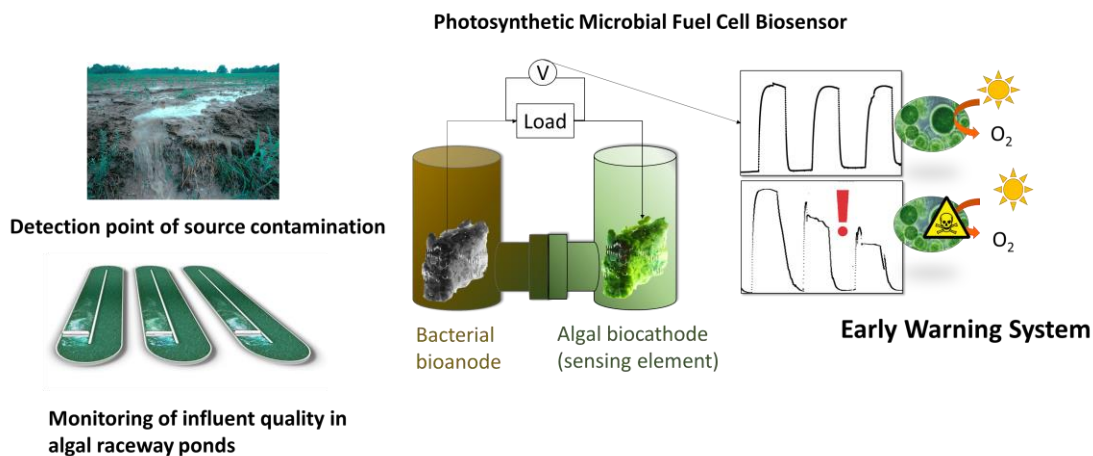 Photosynthetic Microbial Fuel Cell Biosensor
V
Load
O2
O2
Detection point of source contamination
Bacterial
bioanode
Algal biocathode
(sensing element)
Early Warning System
Monitoring of influent quality in
algal raceway ponds